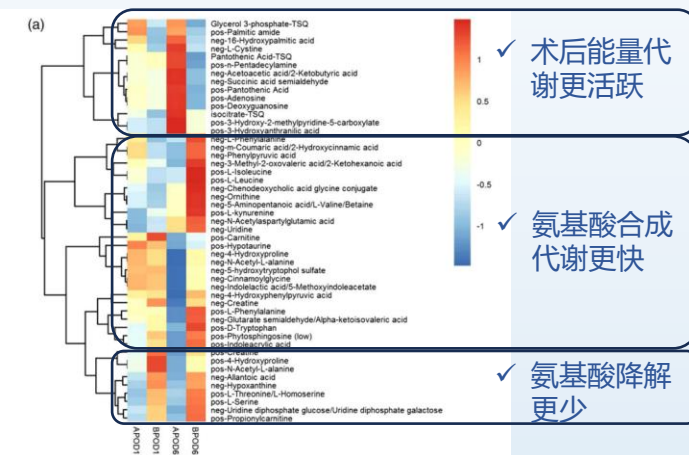 (a)
Glycerol 3-phosphate-TSQ
pos-Palmitic amide
neg-16-Hydroxypalmitic acid
neg-L-Cystine
Pantothenic Acid-TSQ
pos-n-Pentadecylamine
neg-Acetoacetic acid/2-Ketobutyric acid
neg-Succinic acid semialdehyde
pos-Pantothenic Acid
pos-Adenosine
pos-Deoxyguanosine
isocitrate-TSQ
pos-3-Hydroxy-2-methylpyridine-5-carboxylate
pos-3-Hydroxyanthranilic acid
neg-L-Phenylalanine
neg-m-Coumaric acid/2-Hydroxycinnamic acid
neg-Phenylpyruvic acid
neg-3-Methyl-2-oxovaleric acid/2-Ketohexanoic acid
pos-L-Isoleucine
pos-L-Leucine
neg-Chenodeoxycholic acid glycine conjugate
neg-Ornithine
neg-5-Aminopentanoic acid/L-Valine/Betaine
pos-L-kynurenine
neg-N-Acetylaspartylglutamic acid
neg-Uridine
pos-Carnitine
pos-Hypotaurine
neg-4-Hydroxyproline
neg-N-Acetyl-L-alanine
neg-5-hydroxytryptophol sulfate
neg-Cinnamoylglycine
neg-Indolelactic acid/5-Methoxyindoleacetate
neg-4-Hydroxyphenylpyruvic acid
neg-Creatine
pos-L-Phenylalanine
neg-Glutarate semialdehyde/Alpha-ketoisovaleric acid
pos-D-Tryptophan
pos-Phytosphingosine (low)
pos-Indoleacrylic acid
pos-Creatine
pos-4-Hydroxyproline
pos-N-Acetyl-L-alanine
neg-Allantoic acid
neg-Hypoxanthine
pos-L-Threonine/L-Homoserine
pos-L-Serine
neg-Uridine diphosphate glucose/Uridine diphosphate galactose
pos-Propionylcarnitine
APOD1
BPOD1
APOD6
BPOD6
1
0.5
0
-0.5
-1
✓ 术后能量代
谢更活跃
✓ 氨基酸合成
代谢更快
✓ 氨基酸降解
更少